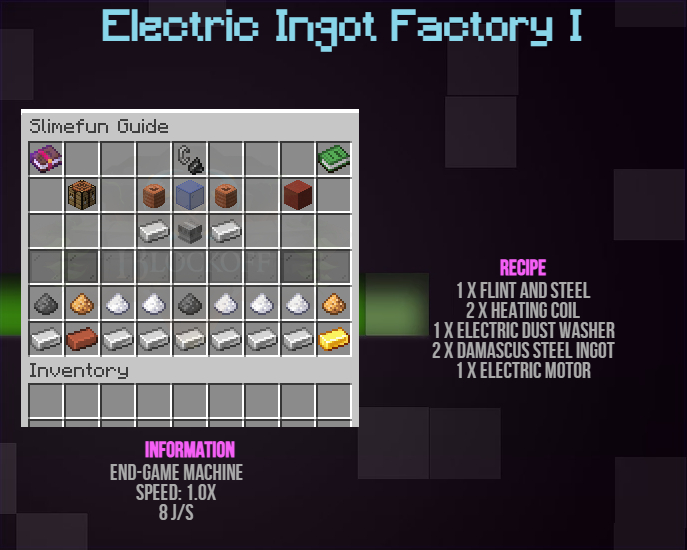 Electric Ingot Factory I
Slimefun Guide
BLOCKOFF
RECIPE
1 X FLINT AND STEEL
2 X HEATING COIL
1 X ELECTRIC DUST WASHER
2 X DAMASCUS STEEL INGOT
1 X ELECTRIC MOTOR
Inventory
INFORMATION
END-GAME MACHINE
SPEED: 1.0X
8 J/S